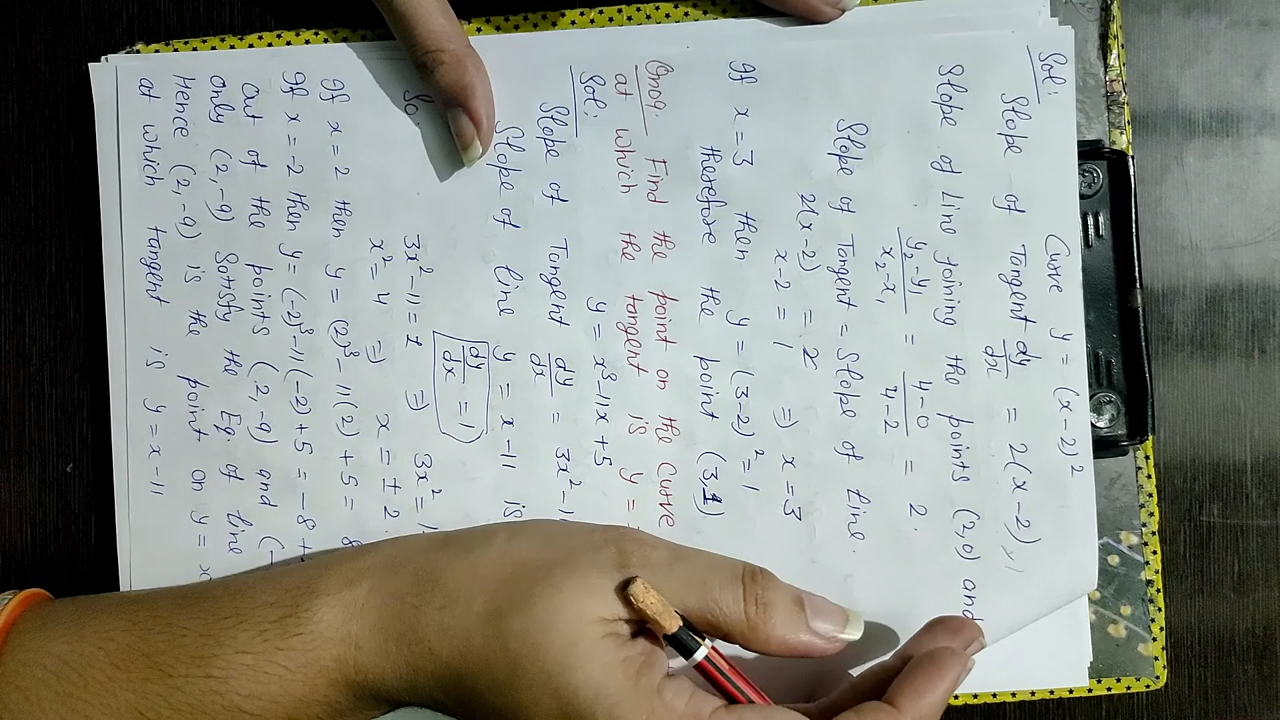 Sol:
Curve y = (x-2)²
Slope of Tangent dy/dx = 2(x-2)
Slope of Line joining the points (2,0) and
y₂-y₁/x₂-x₁ = 4-0/4-2 = 2.
Slope of Tangent = Slope of line.
2(x-2) = 2
x-2 = 1 ⇒ x=3
If x=3 then y = (3-2)² = 1
therefore the point (3,1)
Qno9. Find the point on the curve
at which the tangent is y =
Sol: y = x³-11x+5
Slope of Tangent dy/dx = 3x²-
Slope of line y = x-11 is
dy/dx = 1
So
3x²-11=1 ⇒ 3x²=
x²=4 ⇒ x = ±2.
If x=2 then y = (2)³-11(2)+5 = 8
If x=-2 then y = (-2)³-11(-2)+5 = -8+
Out of the points (2,-9) and (-
only (2,-9) Satisfy the Eq. of line
Hence (2,-9) is the point on y = x
at which tangent is y = x-11